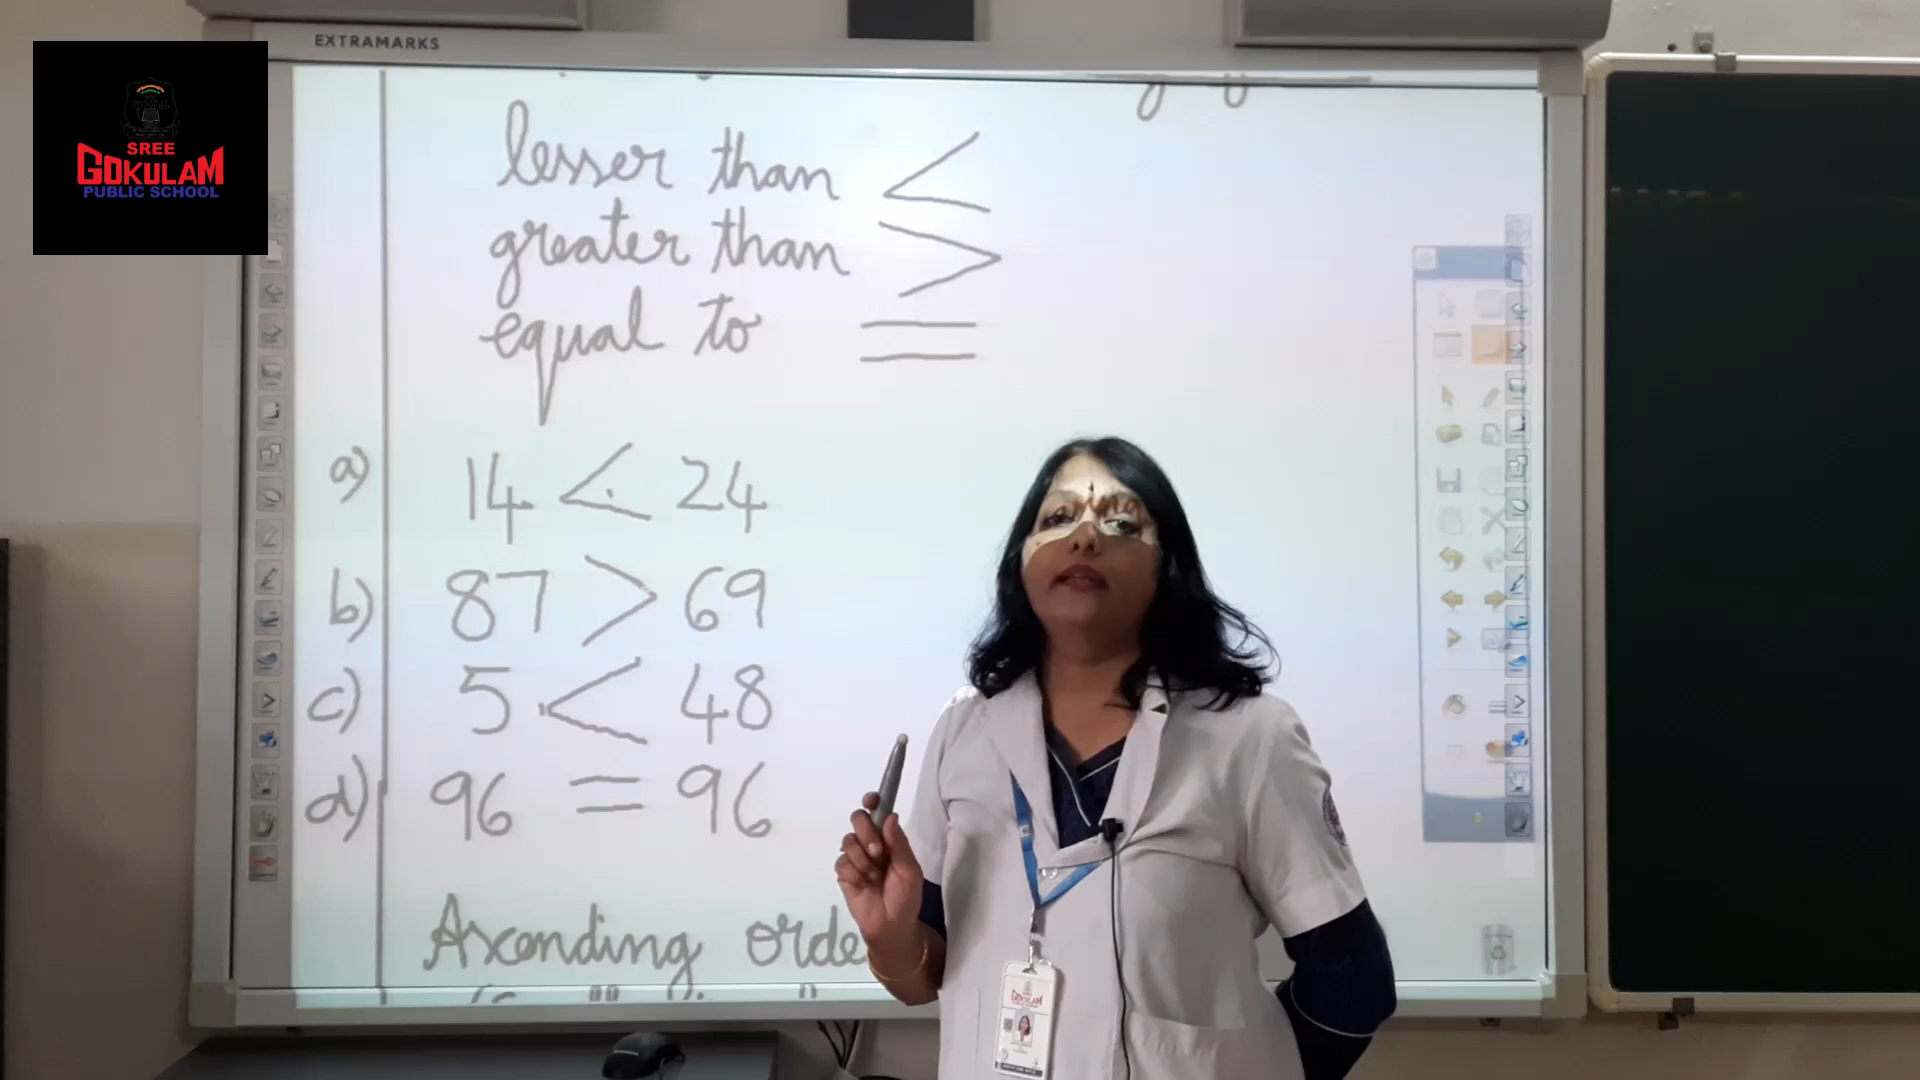 EXTRAMARKS
SREE
GOKULAM
PUBLIC SCHOOL
lesser than <
greater than >
equal to =
a) 14 < 24
b) 87 > 69
c) 5 < 48
d) 96 = 96
Ascending orde
GOKULAM